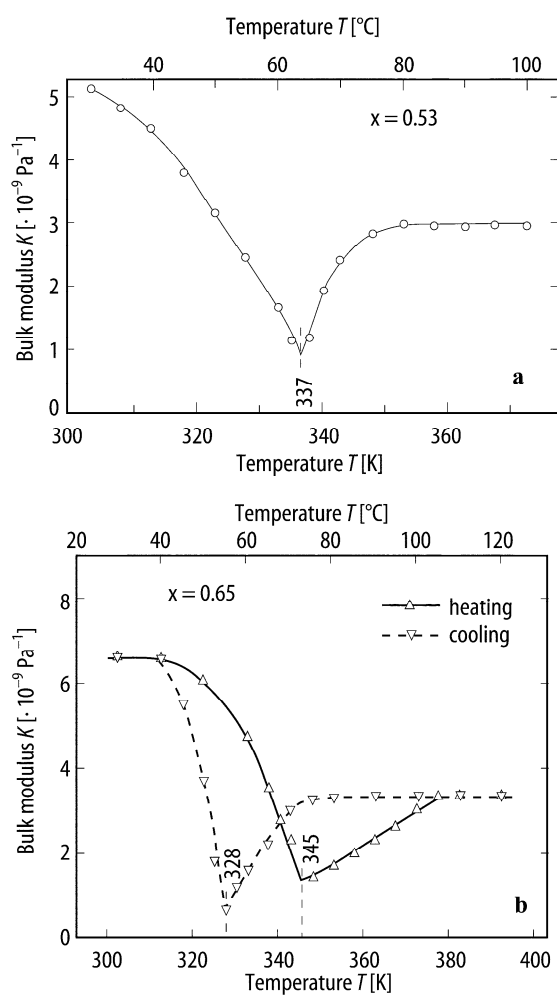 Temperature T [°C]
40 60 80 100
5
4
3
2
1
0
Bulk modulus K [· 10⁻⁹ Pa⁻¹]
x = 0.53
337
a
300 320 340 360
Temperature T [K]
Temperature T [°C]
20 40 60 80 100 120
8
6
4
2
0
Bulk modulus K [· 10⁻⁹ Pa⁻¹]
x = 0.65
heating
cooling
328
345
b
300 320 340 360 380 400
Temperature T [K]